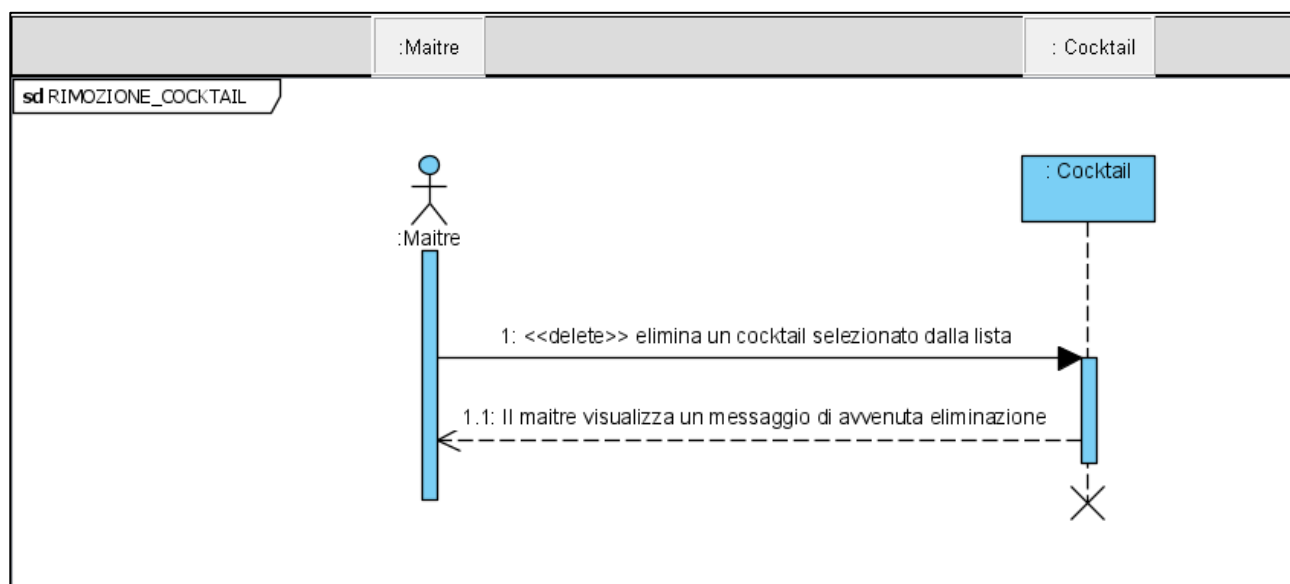 :Maitre
: Cocktail
sd RIMOZIONE_COCKTAIL
: Cocktail
:Maitre
1: <<delete>> elimina un cocktail selezionato dalla lista
1.1: Il maitre visualizza un messaggio di avvenuta eliminazione